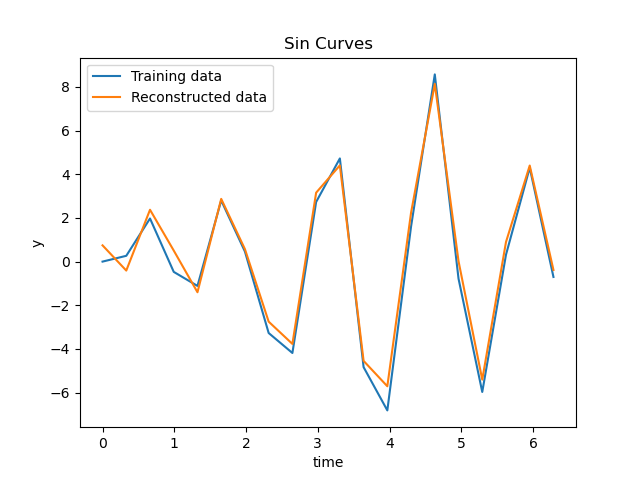 Sin Curves
Training data
Reconstructed data
8
6
4
2
0
−2
−4
−6
y
0 1 2 3 4 5 6
time